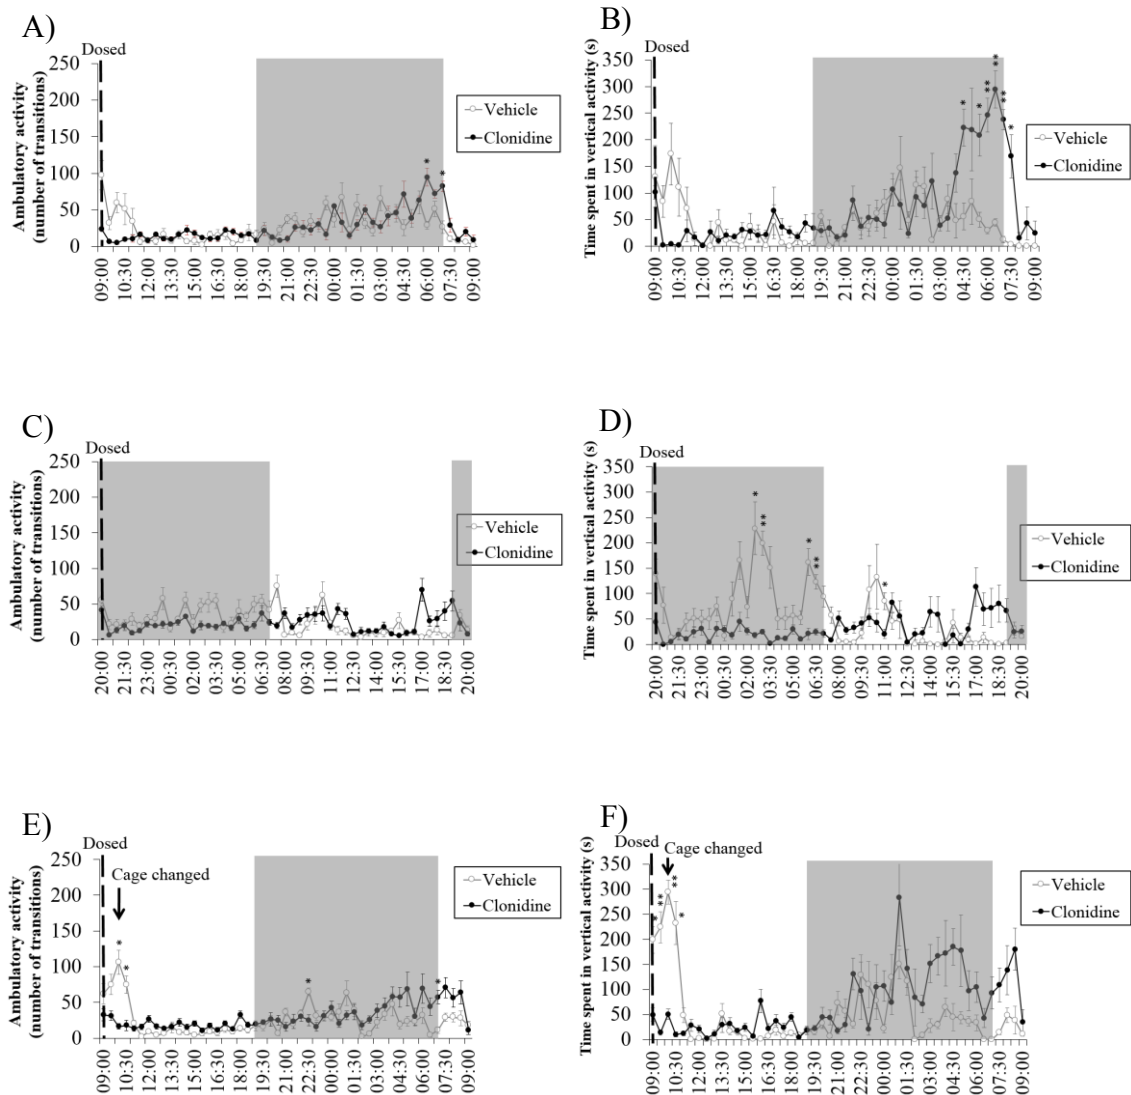 A)
Dosed
Ambulatory activity
(number of transitions)
250
200
150
100
50
0
* *
Vehicle
Clonidine
09:00 10:30 12:00 13:30 15:00 16:30 18:00 19:30 21:00 22:30 00:00 01:30 03:00 04:30 06:00 07:30 09:00
B)
Dosed
Time spent in vertical activity (s)
350
300
250
200
150
100
50
0
* * ** ** ** *
Vehicle
Clonidine
09:00 10:30 12:00 13:30 15:00 16:30 18:00 19:30 21:00 22:30 00:00 01:30 03:00 04:30 06:00 07:30 09:00
C)
Dosed
Ambulatory activity
(number of transitions)
250
200
150
100
50
0
Vehicle
Clonidine
20:00 21:30 23:00 00:30 02:00 03:30 05:00 06:30 08:00 09:30 11:00 12:30 14:00 15:30 17:00 18:30 20:00
D)
Dosed
Time spent in vertical activity (s)
350
300
250
200
150
100
50
0
* ** * ** *
Vehicle
Clonidine
20:00 21:30 23:00 00:30 02:00 03:30 05:00 06:30 08:00 09:30 11:00 12:30 14:00 15:30 17:00 18:30 20:00
E)
Dosed
Cage changed
Ambulatory activity
(number of transitions)
250
200
150
100
50
0
* * * *
Vehicle
Clonidine
09:00 10:30 12:00 13:30 15:00 16:30 18:00 19:30 21:00 22:30 00:00 01:30 03:00 04:30 06:00 07:30 09:00
F)
Dosed
Cage changed
Time spent in vertical activity (s)
350
300
250
200
150
100
50
0
* ** ** *
Vehicle
Clonidine
09:00 10:30 12:00 13:30 15:00 16:30 18:00 19:30 21:00 22:30 00:00 01:30 03:00 04:30 06:00 07:30 09:00